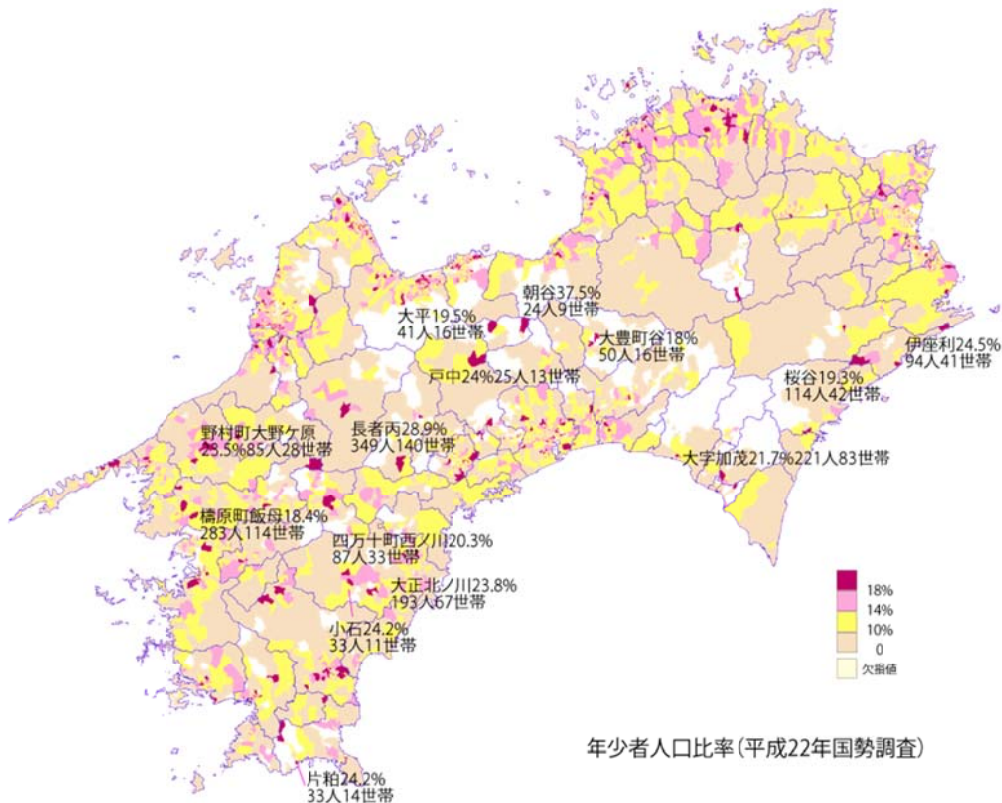 朝谷37.5%
24人9世帯
大平19.5%
41人16世帯
大豊町谷18%
50人16世帯
伊座利24.5%
94人41世帯
戸中24%25人13世帯
桜谷19.3%
114人42世帯
野村町大野ケ原
23.5%85人28世帯
長者丙28.9%
349人140世帯
大字加茂21.7%221人83世帯
檮原町飯母18.4%
283人114世帯
四万十町西ノ川20.3%
87人33世帯
大正北ノ川23.8%
193人67世帯
小石24.2%
33人11世帯
18%
14%
10%
0
欠損値
年少者人口比率(平成22年国勢調査)
片粕24.2%
33人14世帯